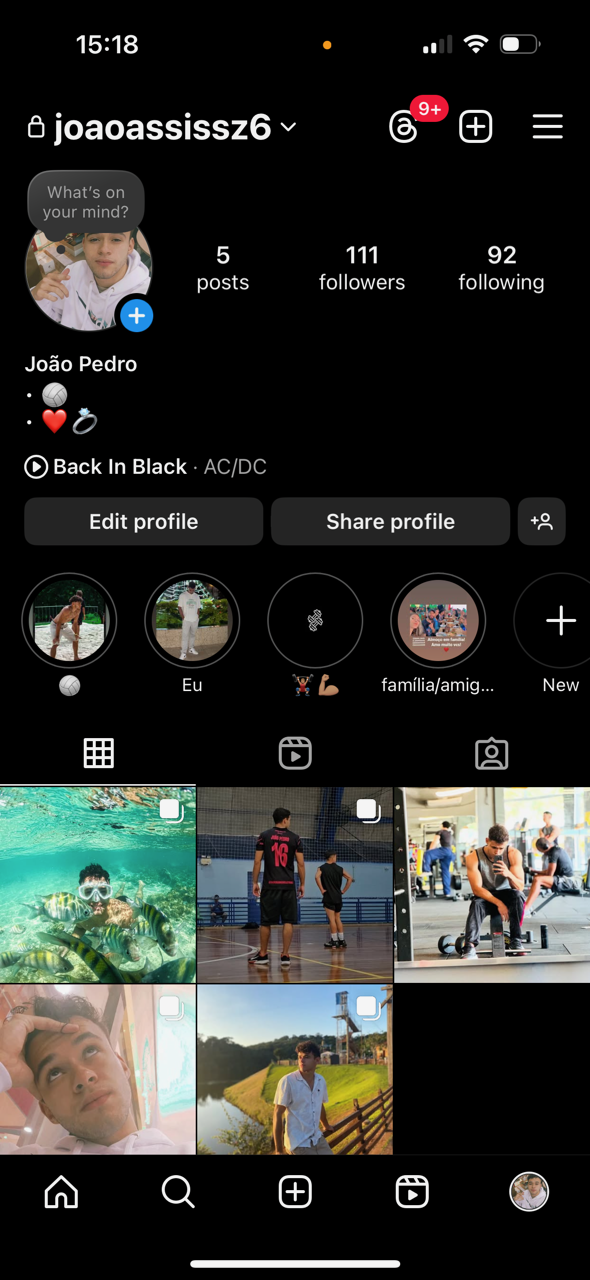 15:18
joaoassissz6
9+
What's on
your mind?
5 posts
111 followers
92 following
João Pedro
Back In Black · AC/DC
Edit profile
Share profile
Eu
família/amig...
New
16